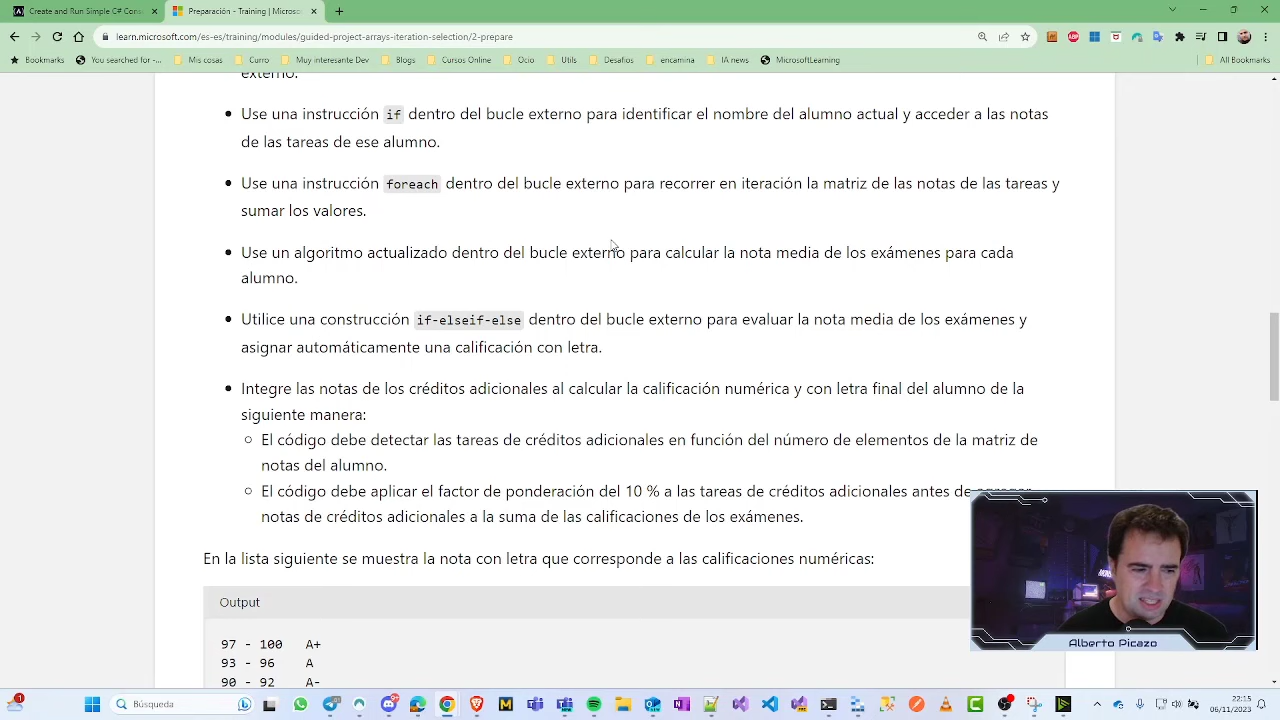 Create and Run Simple C# Cons
Preparación - Training | Microso
learn.microsoft.com/es-es/training/modules/guided-project-arrays-iteration-selection/2-prepare
Bookmarks
You searched for -...
Mis cosas
Curro
Muy interesante Dev
Blogs
Cursos Online
Ocio
Utils
Desafios
encamina
IA news
MicrosoftLearning
All Bookmarks
externo.
Use una instrucción if dentro del bucle externo para identificar el nombre del alumno actual y acceder a las notas
de las tareas de ese alumno.
Use una instrucción foreach dentro del bucle externo para recorrer en iteración la matriz de las notas de las tareas y
sumar los valores.
Use un algoritmo actualizado dentro del bucle externo para calcular la nota media de los exámenes para cada
alumno.
Utilice una construcción if-elseif-else dentro del bucle externo para evaluar la nota media de los exámenes y
asignar automáticamente una calificación con letra.
Integre las notas de los créditos adicionales al calcular la calificación numérica y con letra final del alumno de la
siguiente manera:
El código debe detectar las tareas de créditos adicionales en función del número de elementos de la matriz de
notas del alumno.
El código debe aplicar el factor de ponderación del 10 % a las tareas de créditos adicionales antes de
notas de créditos adicionales a la suma de las calificaciones de los exámenes.
En la lista siguiente se muestra la nota con letra que corresponde a las calificaciones numéricas:
Output
97 - 100 A+
93 - 96 A
90 - 92 A-
Alberto Picazo
Búsqueda
22:15
06/11/2023